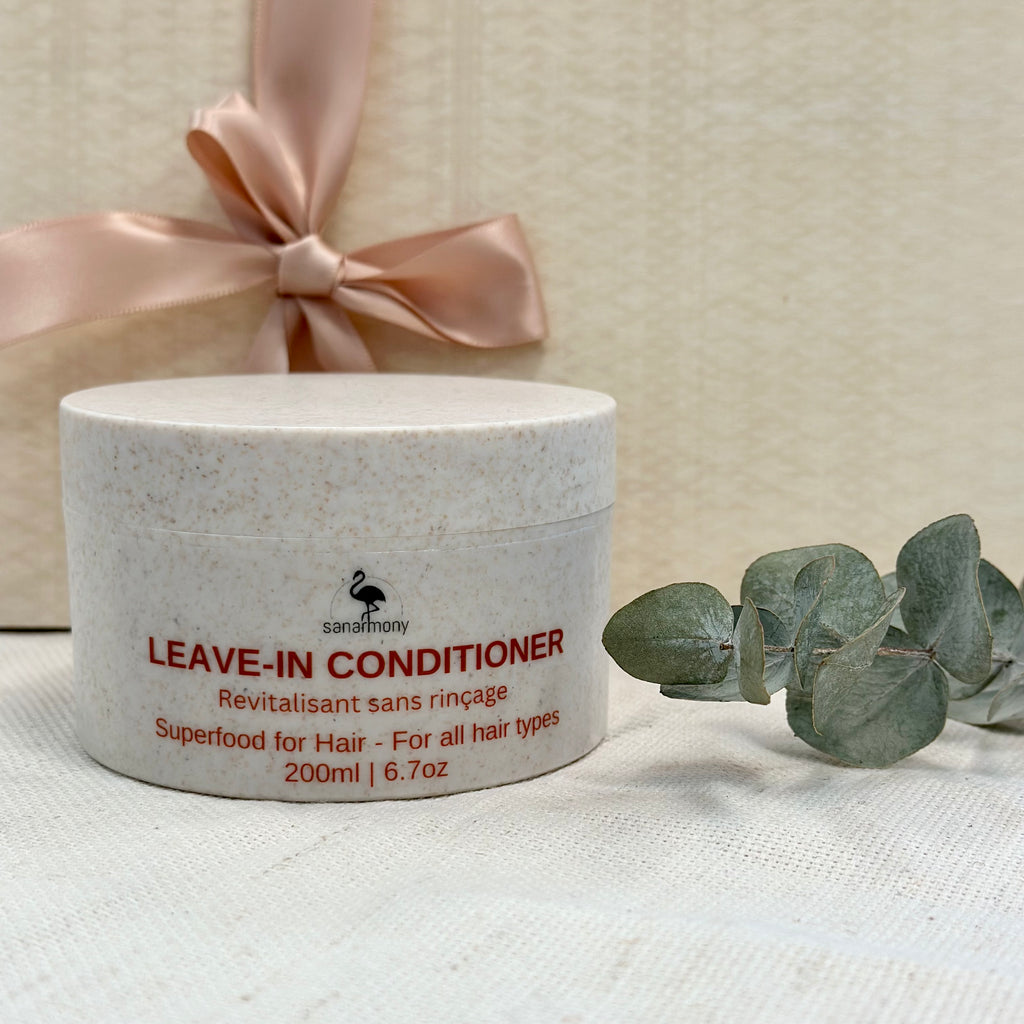 sanarmony
LEAVE-IN CONDITIONER
Revitalisant sans rinçage
Superfood for Hair - For all hair types
200ml | 6.7oz